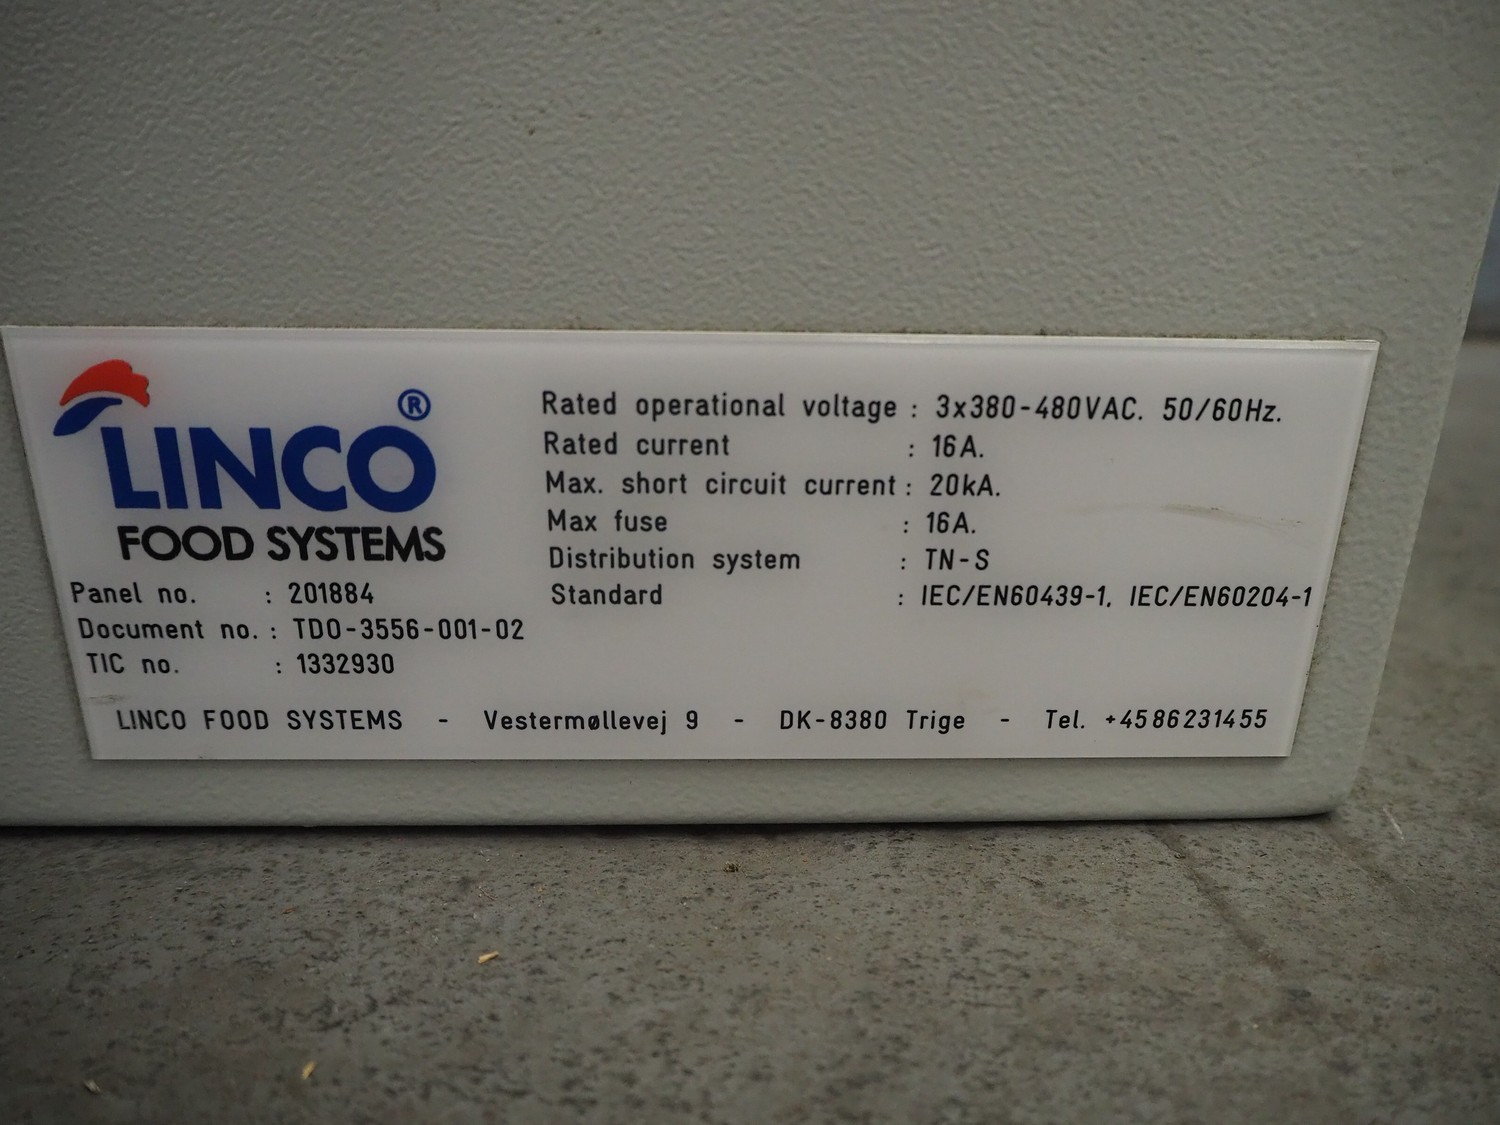 LINCO®
FOOD SYSTEMS
Panel no. : 201884
Document no. : TDO-3556-001-02
TIC no. : 1332930
Rated operational voltage : 3x380-480VAC. 50/60Hz.
Rated current : 16A.
Max. short circuit current : 20kA.
Max fuse : 16A.
Distribution system : TN-S
Standard : IEC/EN60439-1, IEC/EN60204-1
LINCO FOOD SYSTEMS - Vestermøllevej 9 - DK-8380 Trige - Tel. +4586231455